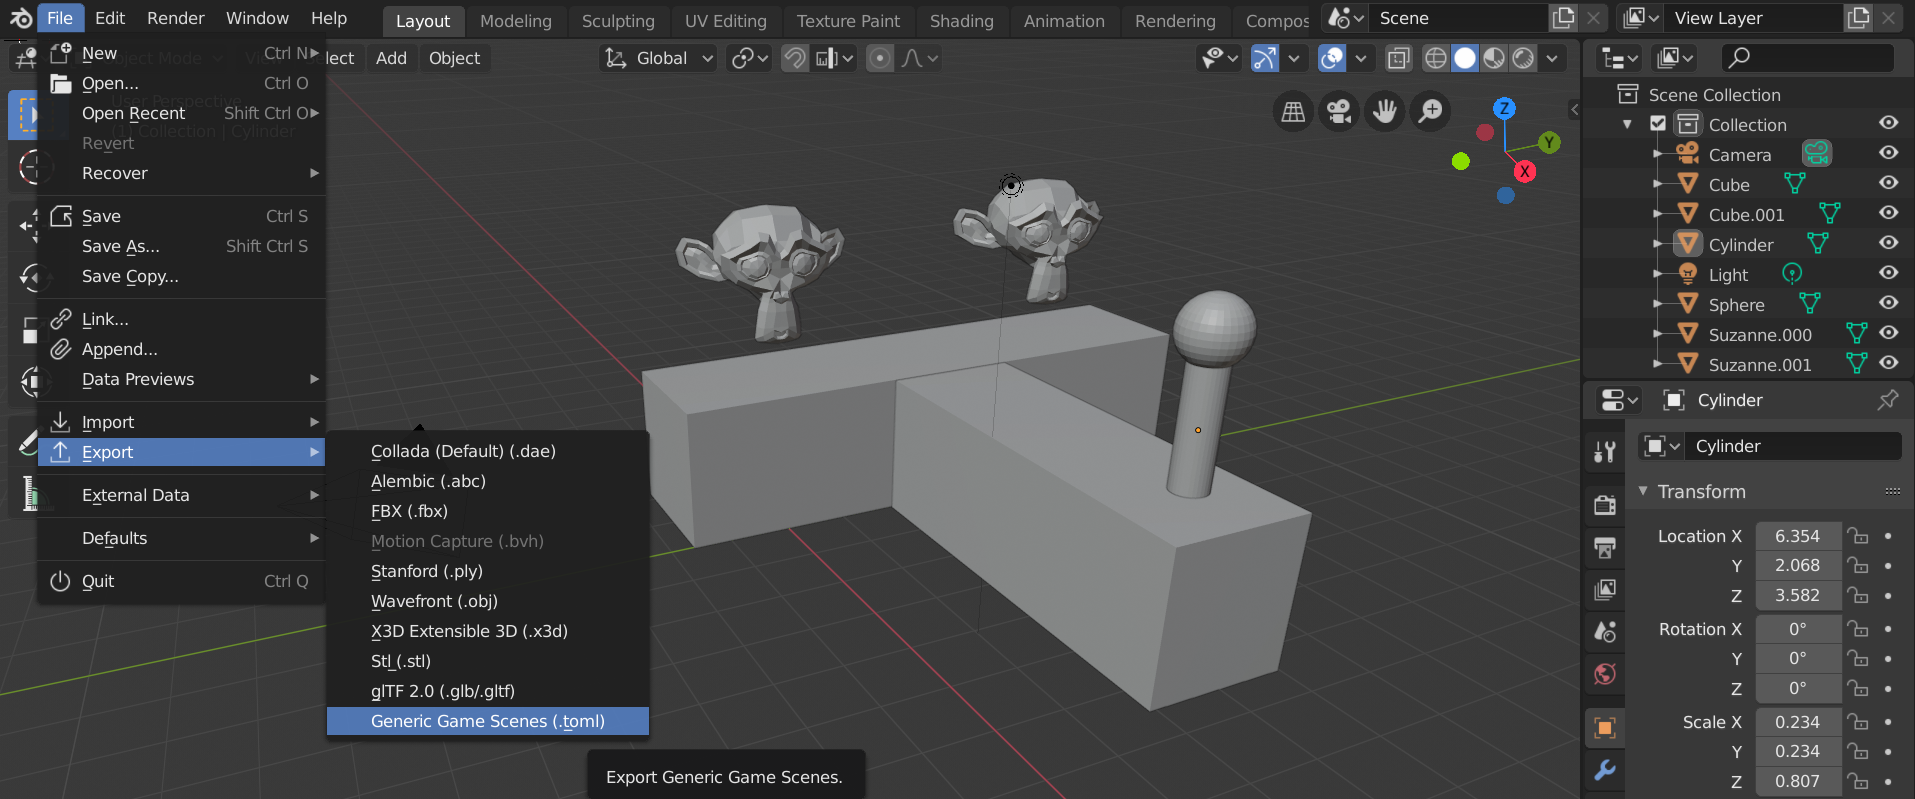 File Edit Render Window Help
Layout Modeling Sculpting UV Editing Texture Paint Shading Animation Rendering Compos
Scene
View Layer
Object Mode View Select Add Object
Global
User Perspective
(1) Collection | Cylinder
New Ctrl N
Open... Ctrl O
Open Recent Shift Ctrl O
Revert
Recover
Save Ctrl S
Save As... Shift Ctrl S
Save Copy...
Link...
Append...
Data Previews
Import
Export
External Data
Defaults
Quit Ctrl Q
Collada (Default) (.dae)
Alembic (.abc)
FBX (.fbx)
Motion Capture (.bvh)
Stanford (.ply)
Wavefront (.obj)
X3D Extensible 3D (.x3d)
Stl (.stl)
glTF 2.0 (.glb/.gltf)
Generic Game Scenes (.toml)
Export Generic Game Scenes.
Z
Y
X
Scene Collection
Collection
Camera
Cube
Cube.001
Cylinder
Light
Sphere
Suzanne.000
Suzanne.001
Cylinder
Cylinder
Transform
Location X 6.354
Y 2.068
Z 3.582
Rotation X 0°
Y 0°
Z 0°
Scale X 0.234
Y 0.234
Z 0.807